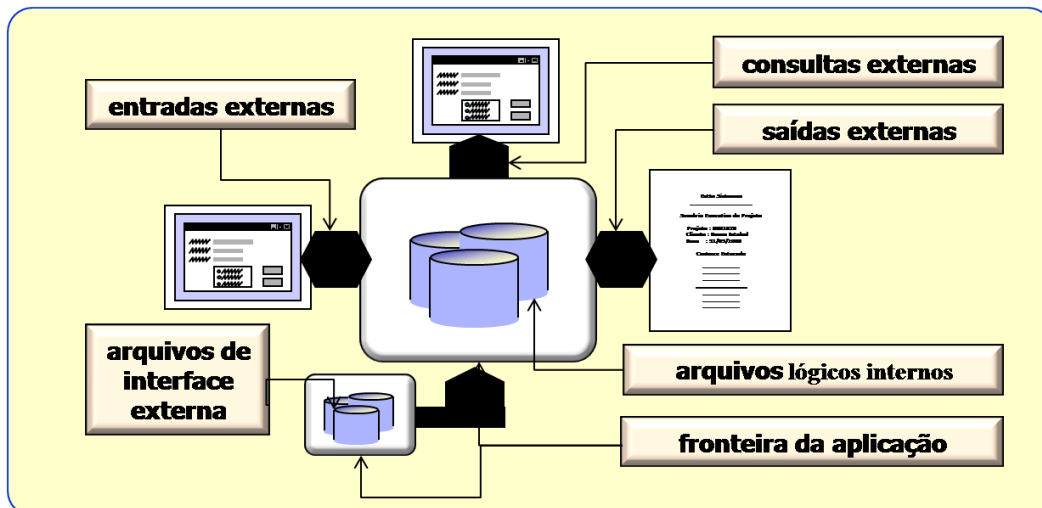 consultas externas
entradas externas
saídas externas
arquivos de
interface
externa
arquivos lógicos internos
fronteira da aplicação